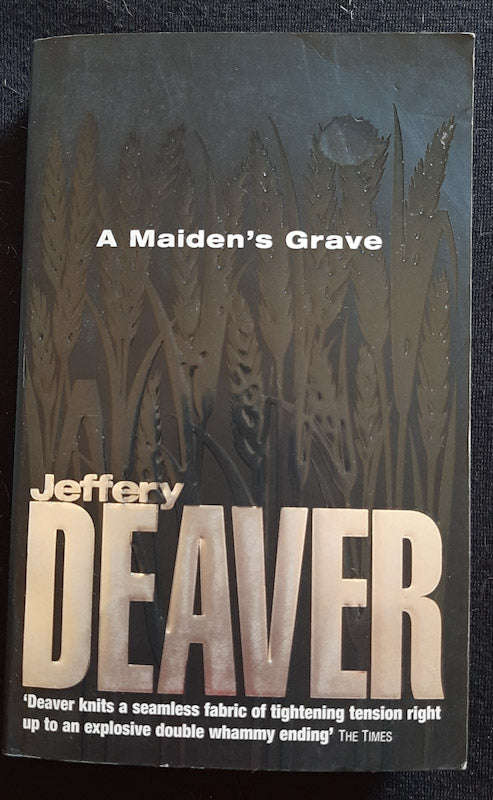 A Maiden's Grave
Jeffery
DEAVER
‘Deaver knits a seamless fabric of tightening tension right
up to an explosive double whammy ending’ THE TIMES